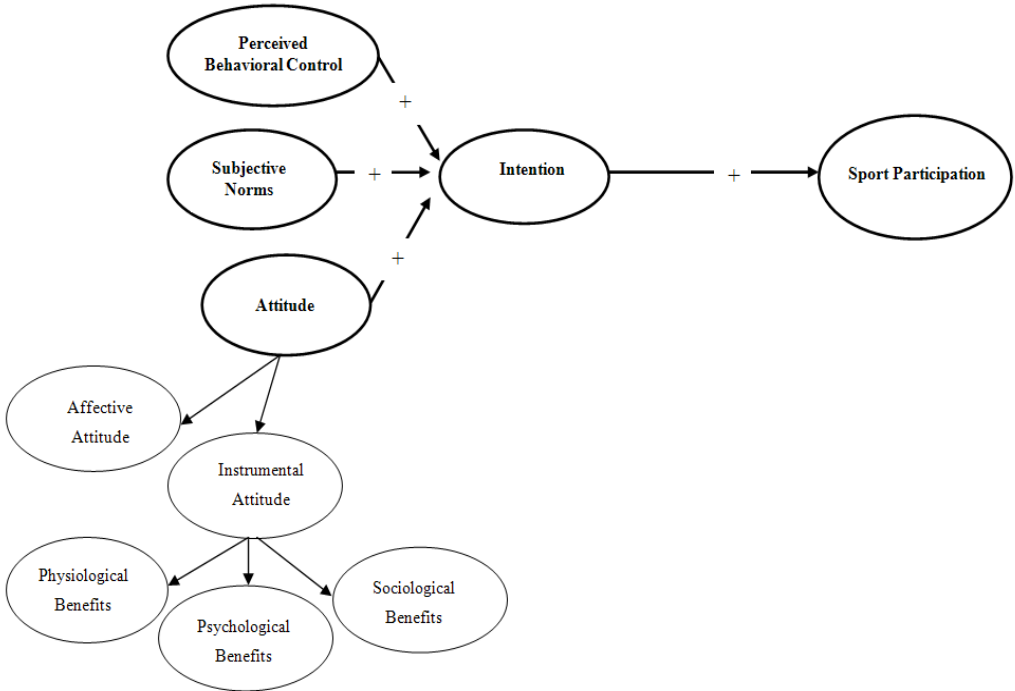 Perceived
Behavioral Control
+
Subjective
Norms
+
Intention
+
Sport Participation
+
Attitude
Affective
Attitude
Instrumental
Attitude
Physiological
Benefits
Psychological
Benefits
Sociological
Benefits